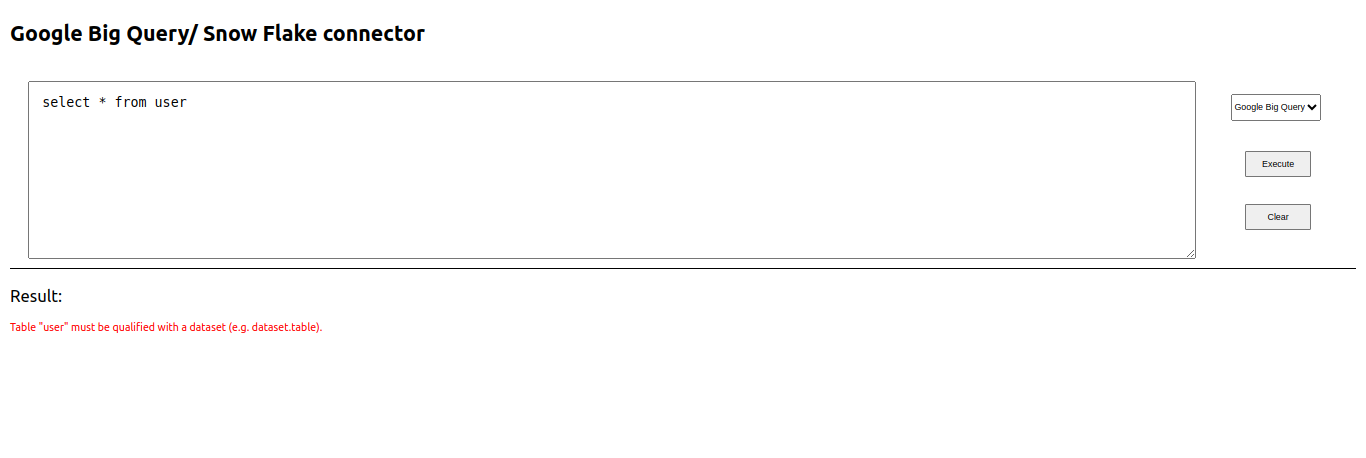 Google Big Query/ Snow Flake connector
select * from user
Google Big Query
Execute
Clear
Result:
Table "user" must be qualified with a dataset (e.g. dataset.table).